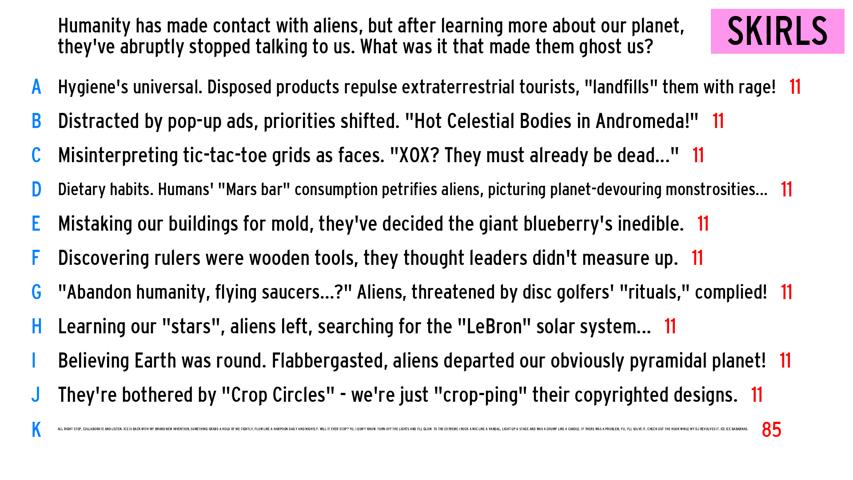 Humanity has made contact with aliens, but after learning more about our planet,
they've abruptly stopped talking to us. What was it that made them ghost us?
SKIRLS
A Hygiene's universal. Disposed products repulse extraterrestrial tourists, "landfills" them with rage! 11
B Distracted by pop-up ads, priorities shifted. "Hot Celestial Bodies in Andromeda!" 11
C Misinterpreting tic-tac-toe grids as faces. "XOX? They must already be dead..." 11
D Dietary habits. Humans' "Mars bar" consumption petrifies aliens, picturing planet-devouring monstrosities... 11
E Mistaking our buildings for mold, they've decided the giant blueberry's inedible. 11
F Discovering rulers were wooden tools, they thought leaders didn't measure up. 11
G "Abandon humanity, flying saucers...?" Aliens, threatened by disc golfers' "rituals," complied! 11
H Learning our "stars", aliens left, searching for the "LeBron" solar system... 11
I Believing Earth was round. Flabbergasted, aliens departed our obviously pyramidal planet! 11
J They're bothered by "Crop Circles" - we're just "crop-ping" their copyrighted designs. 11
K 85